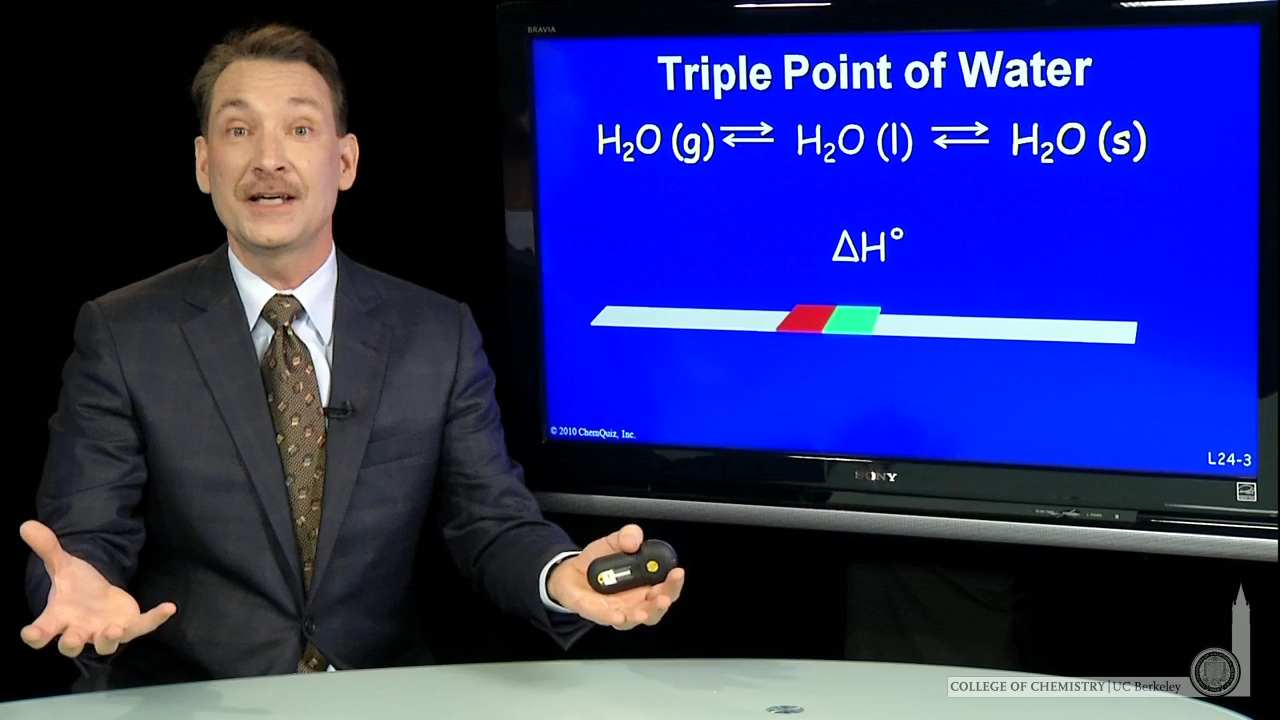 BRAVIA
Triple Point of Water
H₂O (g) ⇌ H₂O (l) ⇌ H₂O (s)
ΔH°
© 2010 ChemQuiz, Inc.
L24-3
SONY
COLLEGE OF CHEMISTRY | UC Berkeley